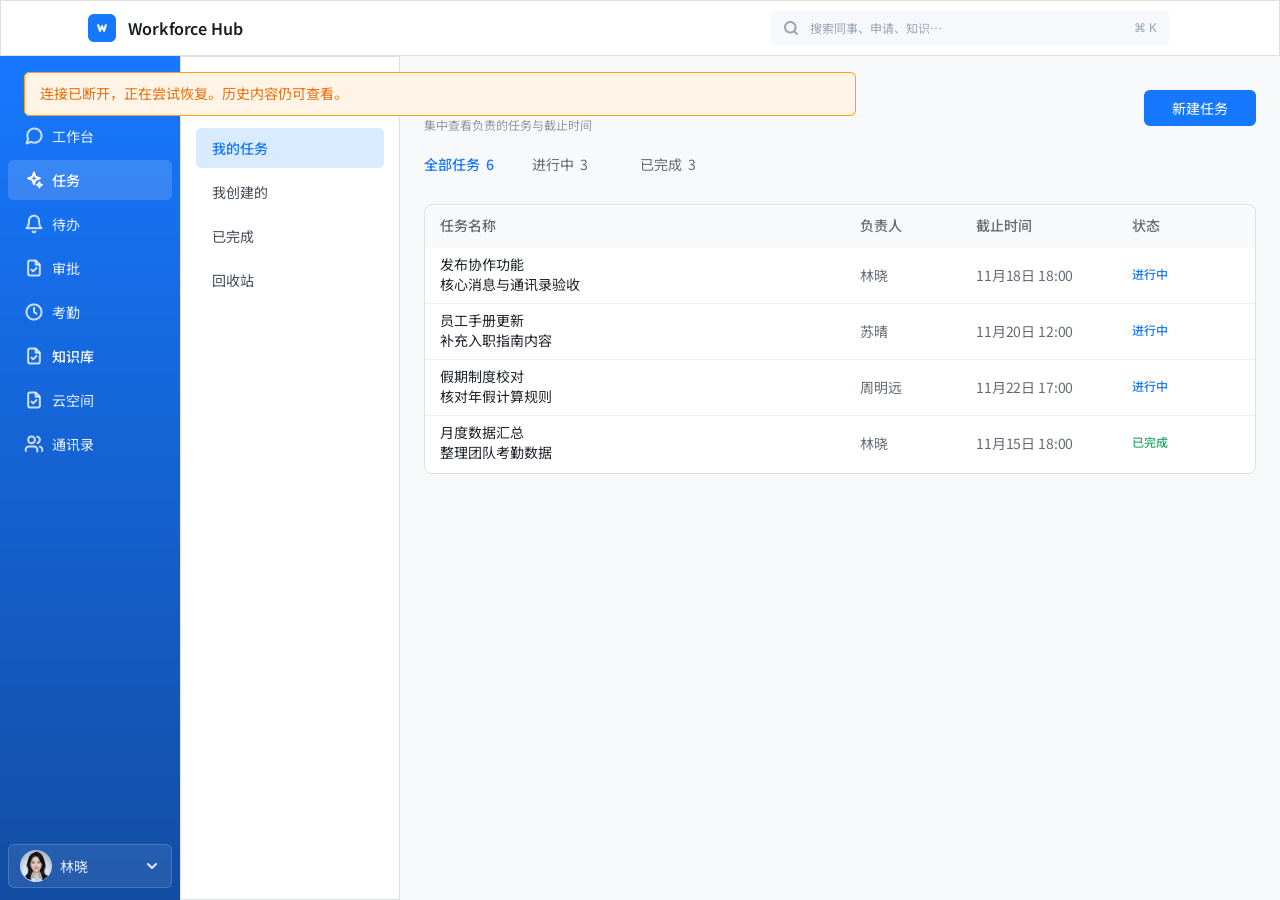 W Workforce Hub
搜索同事、申请、知识… ⌘ K
连接已断开，正在尝试恢复。历史内容仍可查看。
工作台
任务
待办
审批
考勤
知识库
云空间
通讯录
林晓
我的任务
我创建的
已完成
回收站
集中查看负责的任务与截止时间
新建任务
全部任务 6 进行中 3 已完成 3
任务名称 负责人 截止时间 状态
发布协作功能
核心消息与通讯录验收
林晓 11月18日 18:00 进行中
员工手册更新
补充入职指南内容
苏晴 11月20日 12:00 进行中
假期制度校对
核对年假计算规则
周明远 11月22日 17:00 进行中
月度数据汇总
整理团队考勤数据
林晓 11月15日 18:00 已完成